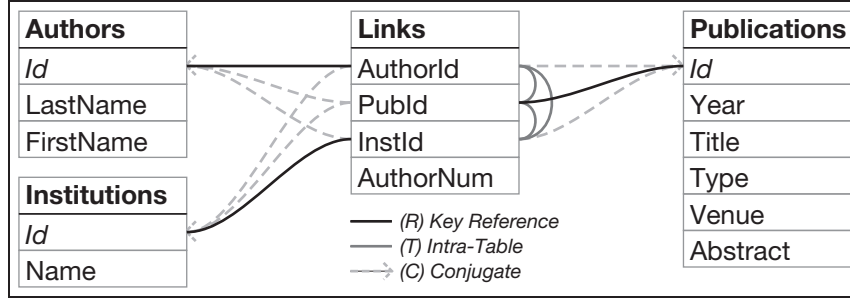 Authors
Id
LastName
FirstName
Institutions
Id
Name
Links
AuthorId
PubId
InstId
AuthorNum
(R) Key Reference
(T) Intra-Table
(C) Conjugate
Publications
Id
Year
Title
Type
Venue
Abstract